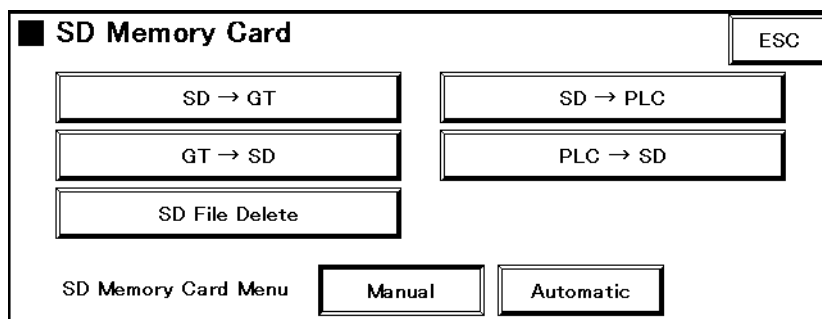 SD Memory Card
ESC
SD → GT
SD → PLC
GT → SD
PLC → SD
SD File Delete
SD Memory Card Menu
Manual
Automatic